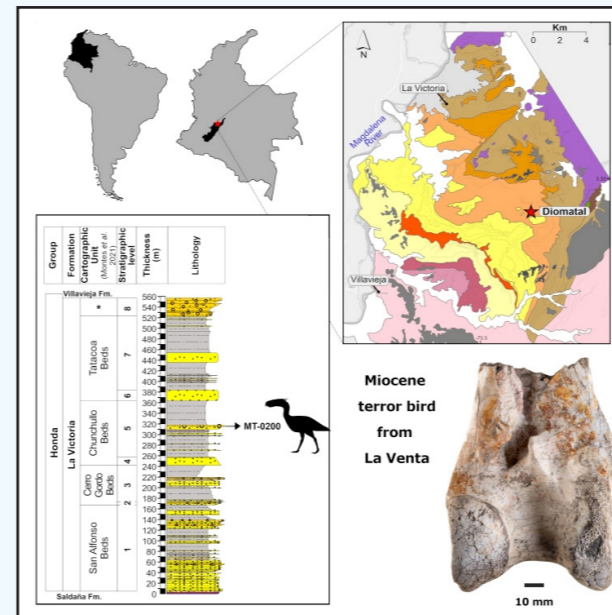 Km
0 2 4
N
La Victoria
Magdalena
River
Diomatal
Villavieja
Group
Formation
Cartographic
Unit
(Montes et al.
2021)
Stratigraphic
level
Thickness
(m)
Lithology
Villavieja Fm.
Honda
La Victoria
*
Tatacoa
Beds
Chunchullo
Beds
Cerro
Gordo
Beds
San Alfonso
Beds
8
7
6
5
4
3
2
1
560
540
520
500
480
460
440
420
400
380
360
340
320
300
280
260
240
220
200
180
160
140
120
100
80
60
40
20
0
MT-0200
Saldaña Fm.
Miocene
terror bird
from
La Venta
10 mm